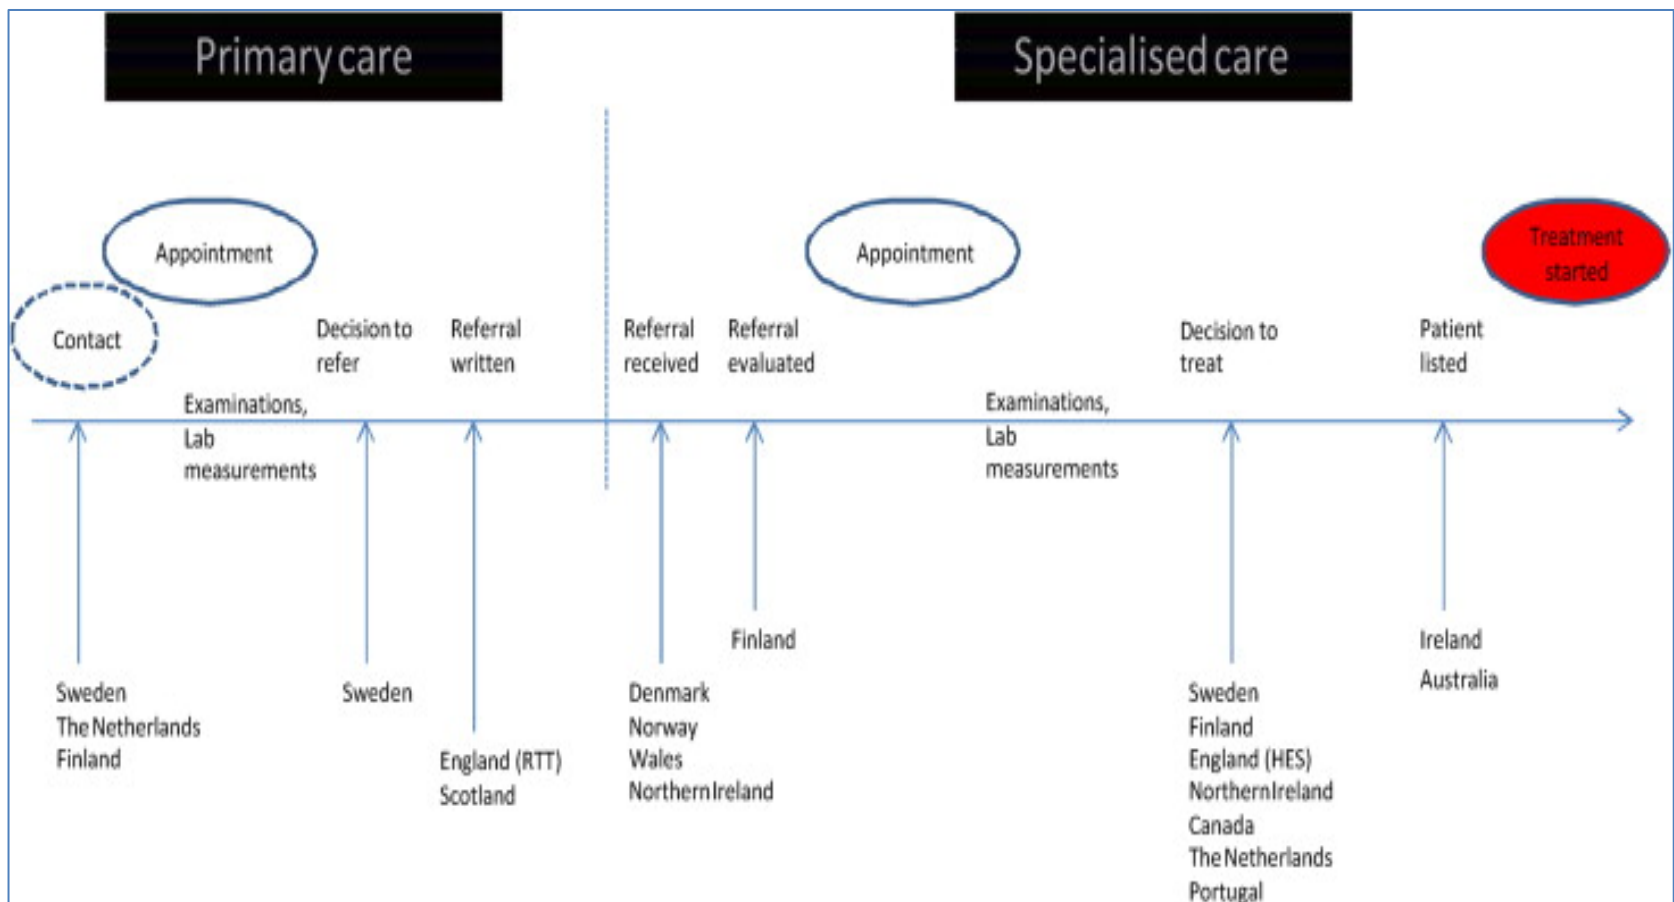 Primary care
Specialised care
Appointment
Contact
Appointment
Treatment
started
Decision to
refer
Referral
written
Referral
received
Referral
evaluated
Decision to
treat
Patient
listed
Examinations,
Lab
measurements
Examinations,
Lab
measurements
Sweden
The Netherlands
Finland
Sweden
England (RTT)
Scotland
Denmark
Norway
Wales
Northern Ireland
Finland
Sweden
Finland
England (HES)
Northern Ireland
Canada
The Netherlands
Portugal
Ireland
Australia